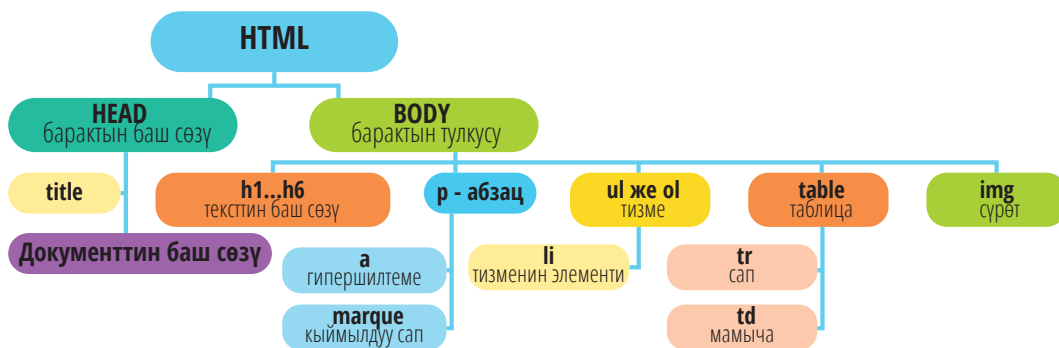 HTML
HEAD
барактын баш сөзү
BODY
барактын тулкусу
title
h1...h6
тексттин баш сөзү
p - абзац
ul же ol
тизме
table
таблица
img
сүрөт
Документтин баш сөзү
a
гипершилтеме
li
тизменин элементи
tr
сап
marque
кыймылдуу сап
td
мамыча